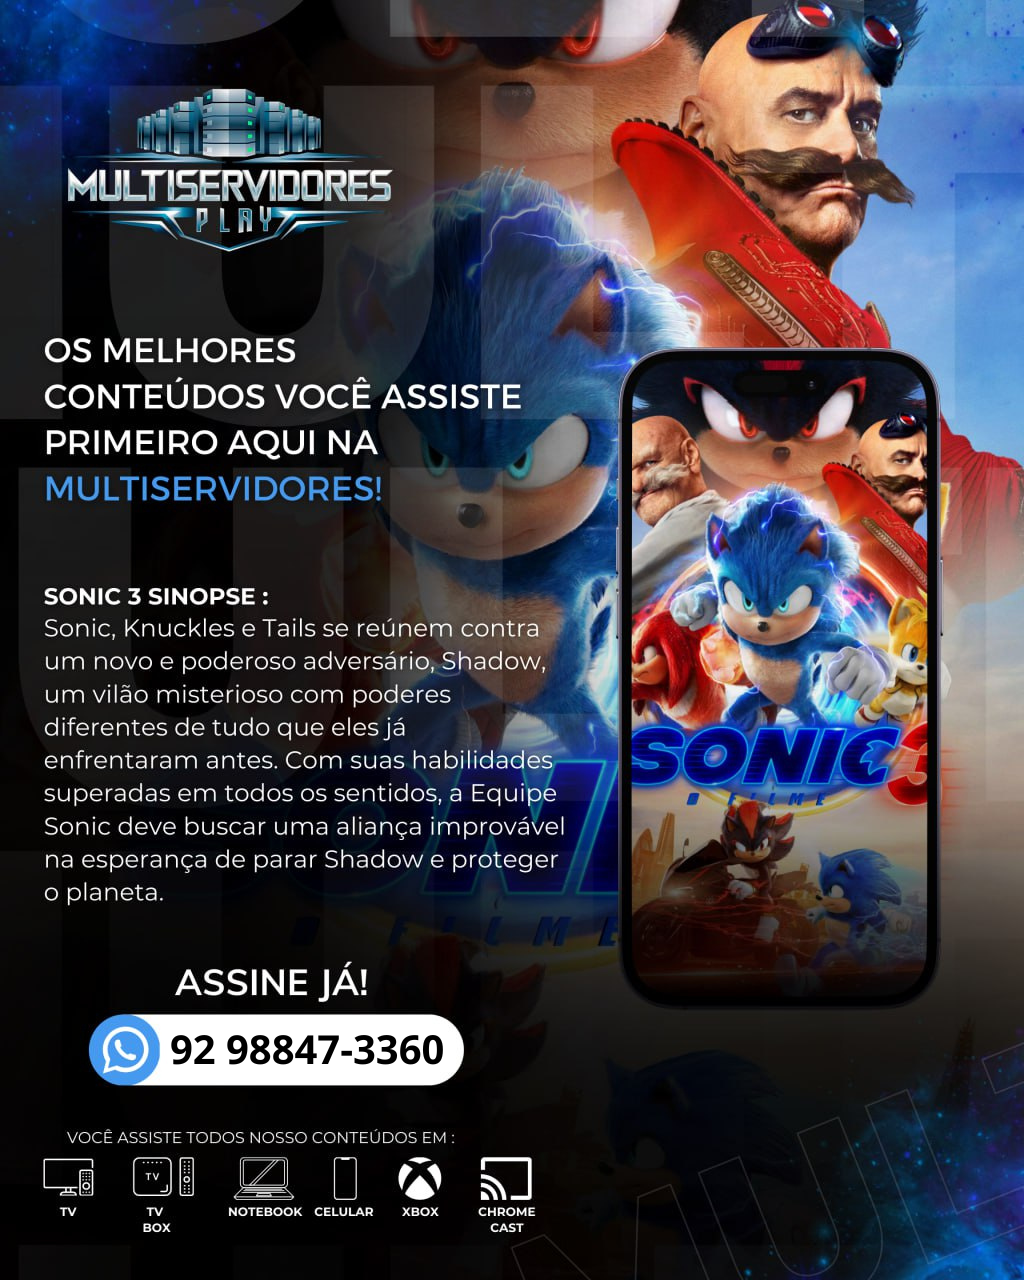 MULTISERVIDORES
PLAY
OS MELHORES
CONTEÚDOS VOCÊ ASSISTE
PRIMEIRO AQUI NA
MULTISERVIDORES!
SONIC 3 SINOPSE :
Sonic, Knuckles e Tails se reúnem contra
um novo e poderoso adversário, Shadow,
um vilão misterioso com poderes
diferentes de tudo que eles já
enfrentaram antes. Com suas habilidades
superadas em todos os sentidos, a Equipe
Sonic deve buscar uma aliança improvável
na esperança de parar Shadow e proteger
o planeta.
SONIC 3
O FILME
O FILME
ASSINE JÁ!
92 98847-3360
VOCÊ ASSISTE TODOS NOSSO CONTEÚDOS EM :
TV
TV
TV
BOX
NOTEBOOK
CELULAR
XBOX
CHROME
CAST
MULT